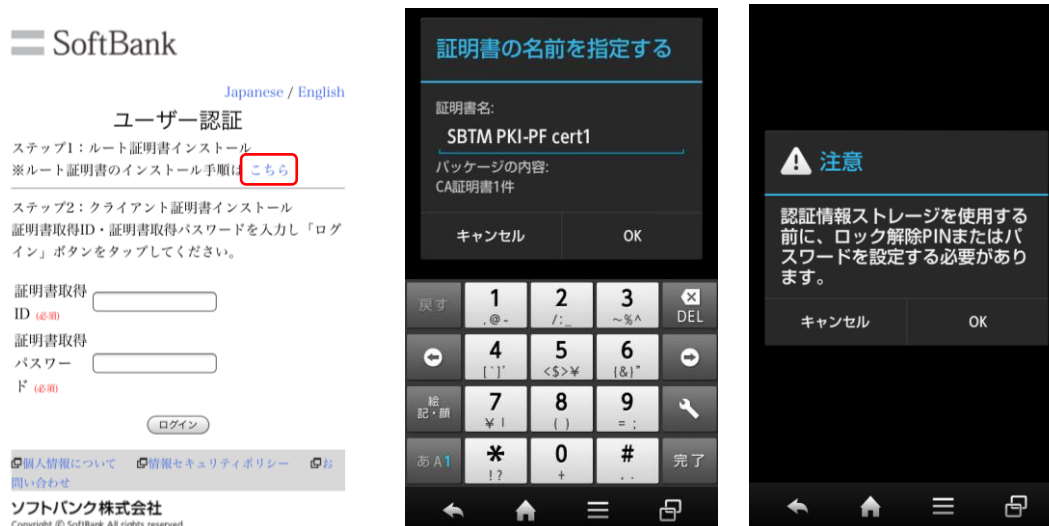 SoftBank
Japanese / English
ユーザー認証
ステップ1：ルート証明書インストール
※ルート証明書のインストール手順は こちら
ステップ2：クライアント証明書インストール
証明書取得ID・証明書取得パスワードを入力し「ログ
イン」ボタンをタップしてください。
証明書取得
ID (必須)
証明書取得
パスワー
ド (必須)
ログイン
個人情報について 情報セキュリティポリシー お
問い合わせ
ソフトバンク株式会社
Copyright © SoftBank All rights reserved
証明書の名前を指定する
証明書名:
SBTM PKI-PF cert1
パッケージの内容:
CA証明書1件
キャンセル OK
戻す 1 2 3 DEL
.@- /:_ ~%^
4 5 6
[`]' <$>¥ {&}"
絵
記・顔 7 8 9
¥| () =;
あA1 * 0 # 完了
!? +
注意
認証情報ストレージを使用する
前に、ロック解除PINまたはパ
スワードを設定する必要があり
ます。
キャンセル OK